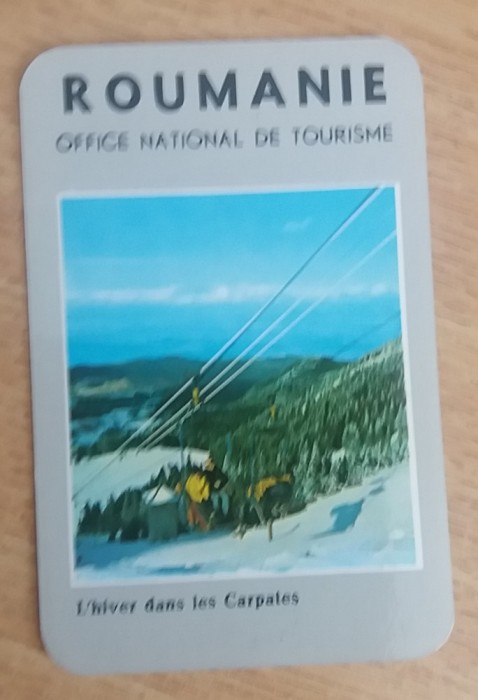 ROUMANIE
OFFICE NATIONAL DE TOURISME
L'hiver dans les Carpates